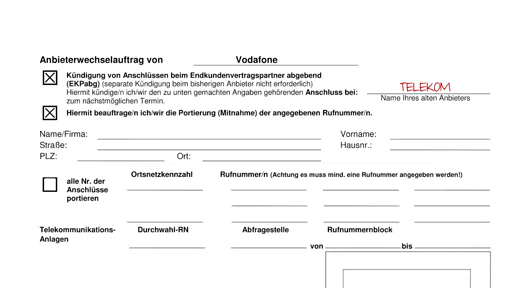 Anbieterwechselauftrag von Vodafone
Kündigung von Anschlüssen beim Endkundenvertragspartner abgebend
(EKPabg) (separate Kündigung beim bisherigen Anbieter nicht erforderlich)
Hiermit kündige/n ich/wir den zu unten gemachten Angaben gehörenden Anschluss bei:
zum nächstmöglichen Termin.
TELEKOM
Name Ihres alten Anbieters
Hiermit beauftrage/n ich/wir die Portierung (Mitnahme) der angegebenen Rufnummer/n.
Name/Firma: Vorname:
Straße: Hausnr.:
PLZ: Ort:
Ortsnetzkennzahl Rufnummer/n (Achtung es muss mind. eine Rufnummer angegeben werden!)
alle Nr. der
Anschlüsse
portieren
Telekommunikations-
Anlagen
Durchwahl-RN Abfragestelle Rufnummernblock
von bis